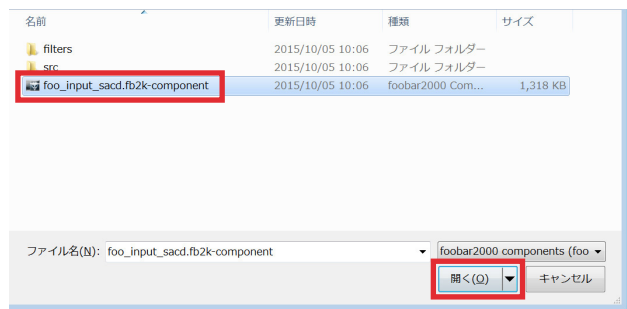 名前 更新日時 種類 サイズ
filters 2015/10/05 10:06 ファイル フォルダー
src 2015/10/05 10:06 ファイル フォルダー
foo_input_sacd.fb2k-component 2015/10/05 10:06 foobar2000 Com... 1,318 KB
ファイル名(N): foo_input_sacd.fb2k-component foobar2000 components (foo
開く(O) キャンセル